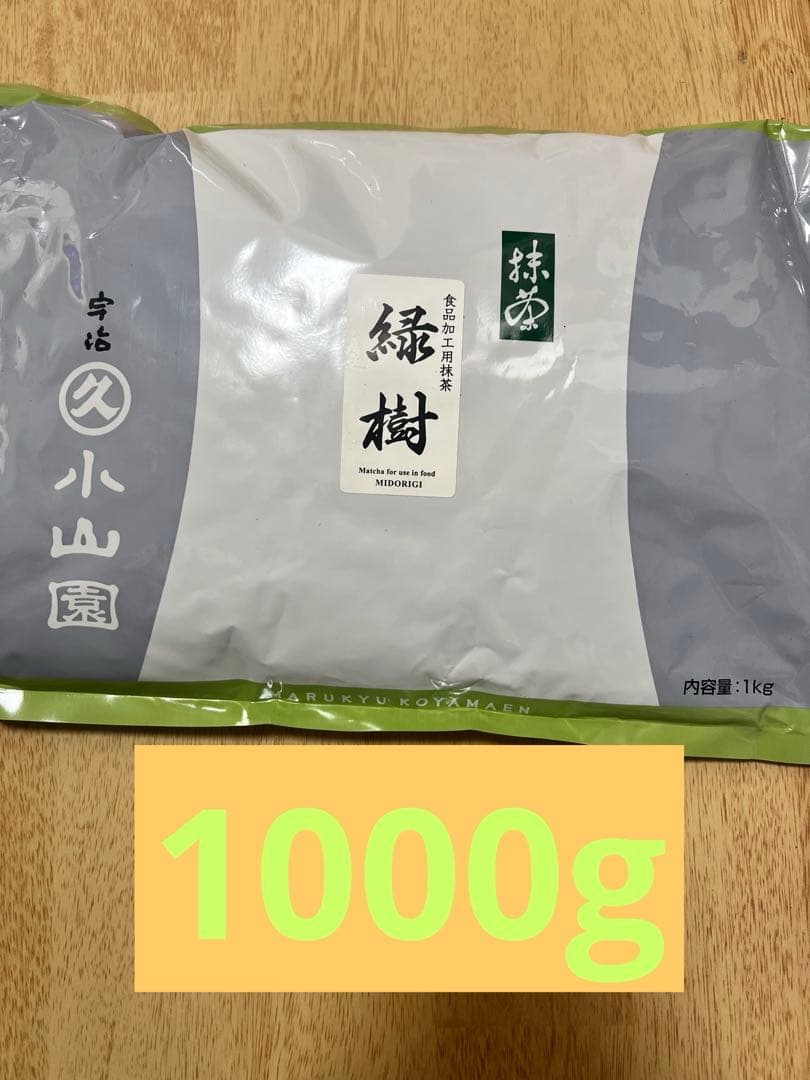 抹茶
食品加工用抹茶
緑樹
Matcha for use in food
MIDORIGI
宇治
久
小山園
内容量:1kg
MARUKYU KOYAMAEN
1000g